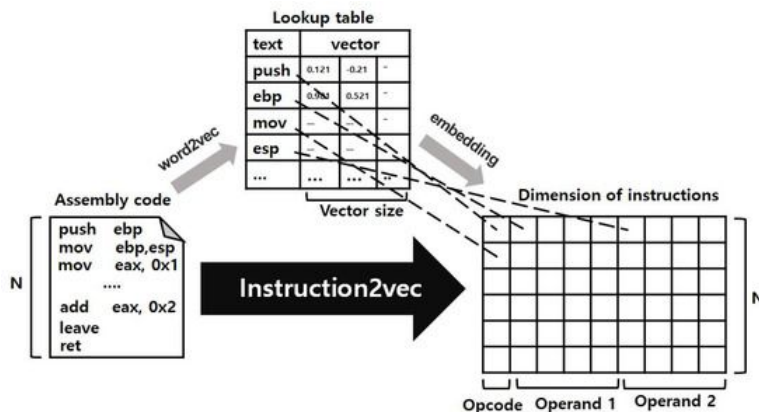 Lookup table
text vector
push 0.121 -0.21 -
ebp 0.981 0.521 -
mov ... ... -
esp ... ...
... ... ... ..
Vector size
word2vec
embedding
Assembly code
push ebp
mov ebp,esp
mov eax, 0x1
....
add eax, 0x2
leave
ret
N
Instruction2vec
Dimension of instructions
N
Opcode Operand 1 Operand 2